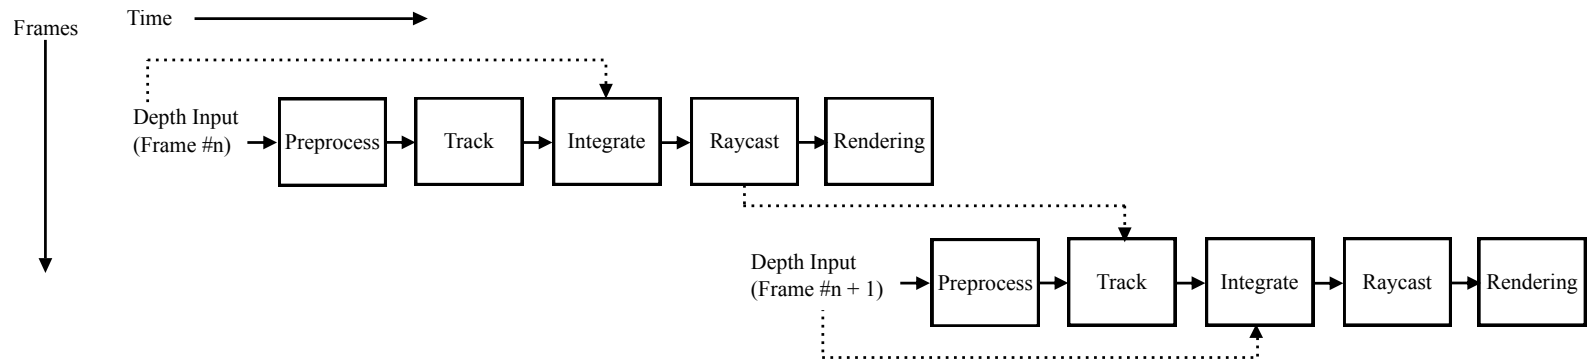 Time
Frames
Depth Input
(Frame #n)
Preprocess
Track
Integrate
Raycast
Rendering
Depth Input
(Frame #n + 1)
Preprocess
Track
Integrate
Raycast
Rendering